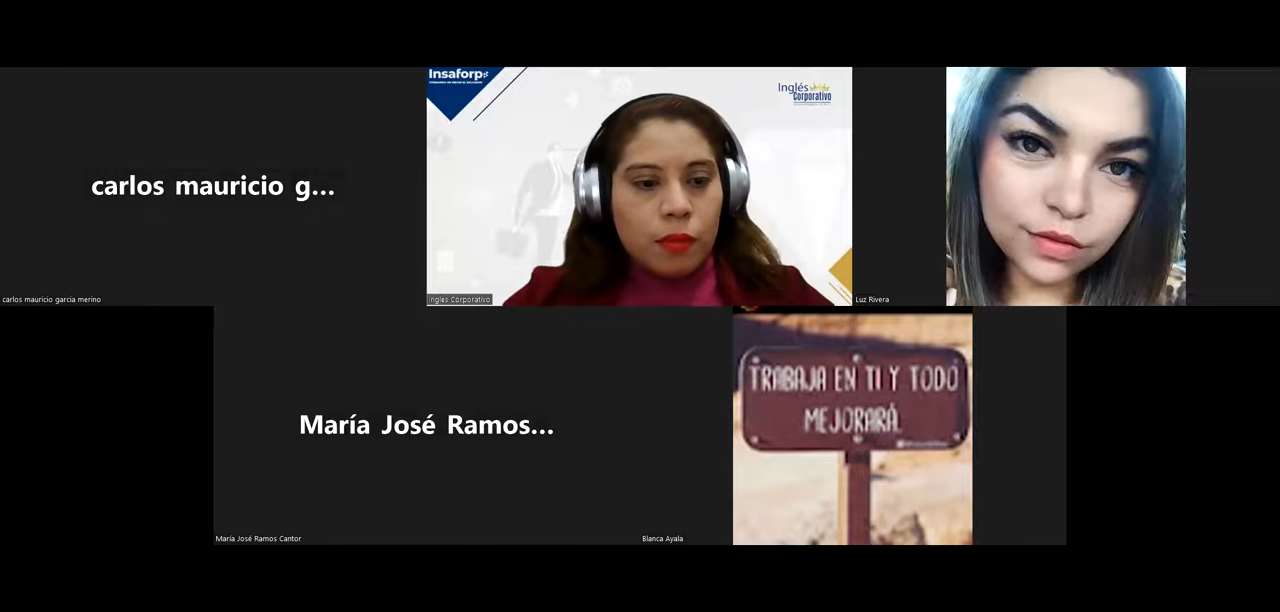 Insaforp
Inglés
Corporativo
carlos mauricio g...
carlos mauricio garcia merino
Ingles Corporativo
Luz Rivera
María José Ramos...
TRABAJA EN TI Y TODO
MEJORARÁ.
María José Ramos Cantor
Blanca Ayala